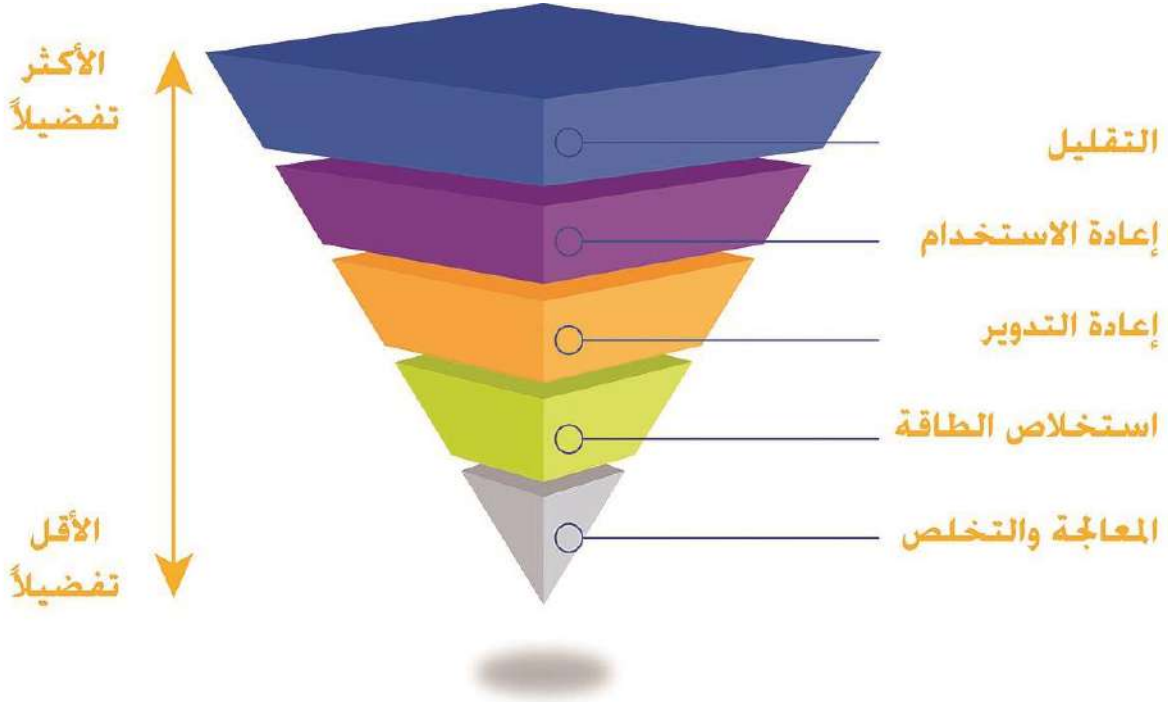 الأكثر
تفضيلاً
التقليل
إعادة الاستخدام
إعادة التدوير
استخلاص الطاقة
المعالجة والتخلص
الأقل
تفضيلاً